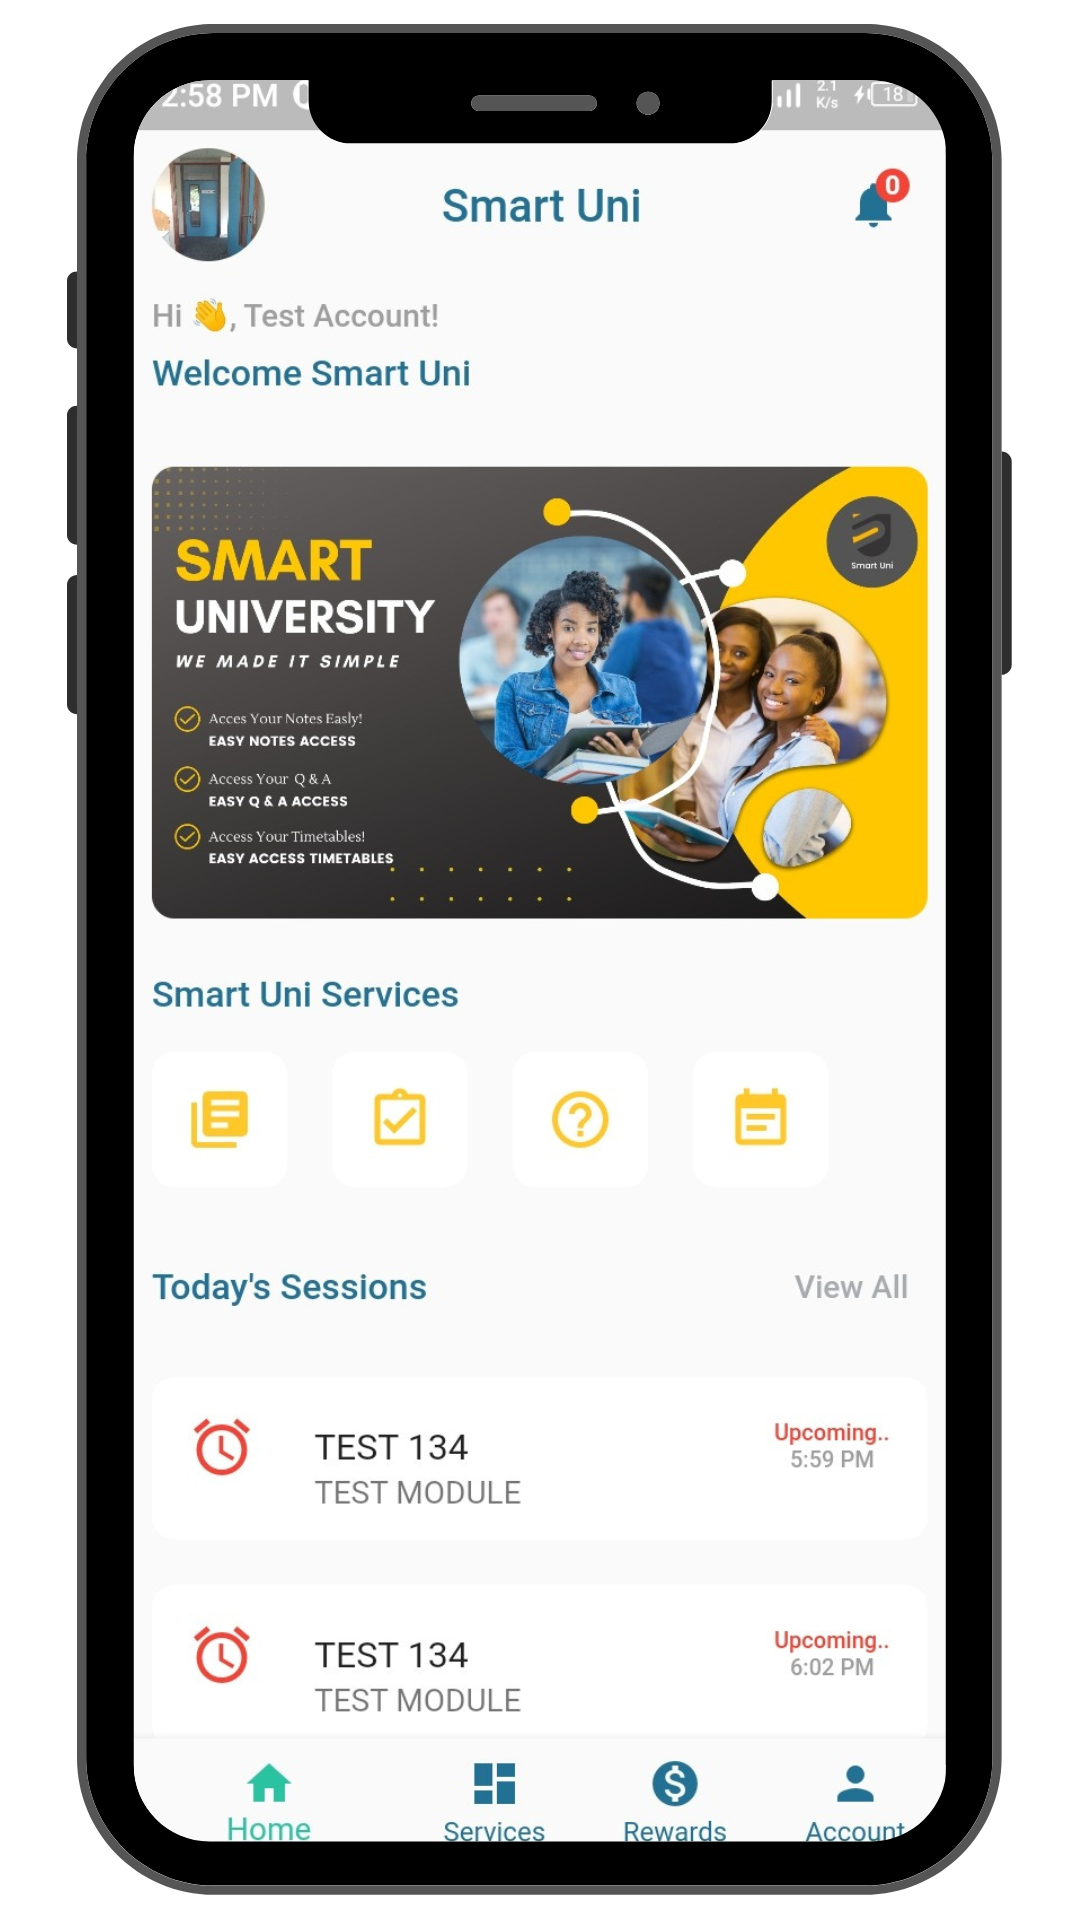 2:58 PM
2.1
K/s
18
Smart Uni
0
Hi 👋, Test Account!
Welcome Smart Uni
SMART
UNIVERSITY
WE MADE IT SIMPLE
Acces Your Notes Easly!
EASY NOTES ACCESS
Access Your Q & A
EASY Q & A ACCESS
Access Your Timetables!
EASY ACCESS TIMETABLES
Smart Uni
Smart Uni Services
Today's Sessions
View All
TEST 134
TEST MODULE
Upcoming..
5:59 PM
TEST 134
TEST MODULE
Upcoming..
6:02 PM
Home
Services
Rewards
Account